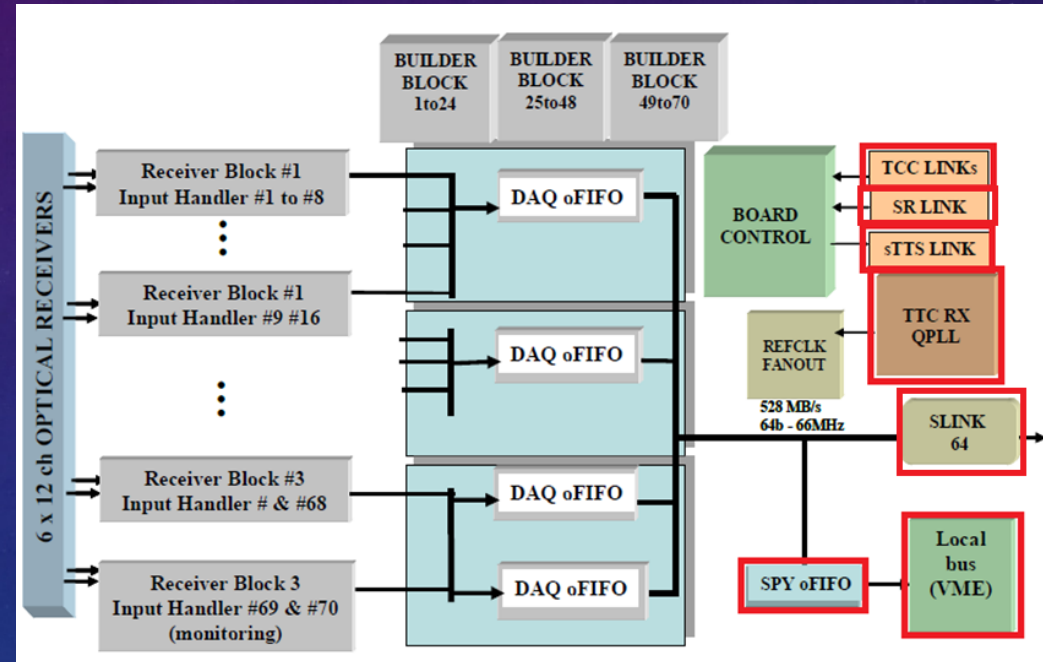 BUILDER
BLOCK
1to24
BUILDER
BLOCK
25to48
BUILDER
BLOCK
49to70
6 x 12 ch OPTICAL RECEIVERS
Receiver Block #1
Input Handler #1 to #8
Receiver Block #1
Input Handler #9 #16
Receiver Block #3
Input Handler # & #68
Receiver Block 3
Input Handler #69 & #70
(monitoring)
DAQ oFIFO
DAQ oFIFO
DAQ oFIFO
DAQ oFIFO
BOARD
CONTROL
TCC LINKs
SR LINK
sTTS LINK
TTC RX
QPLL
REFCLK
FANOUT
528 MB/s
64b - 66MHz
SLINK
64
SPY oFIFO
Local
bus
(VME)